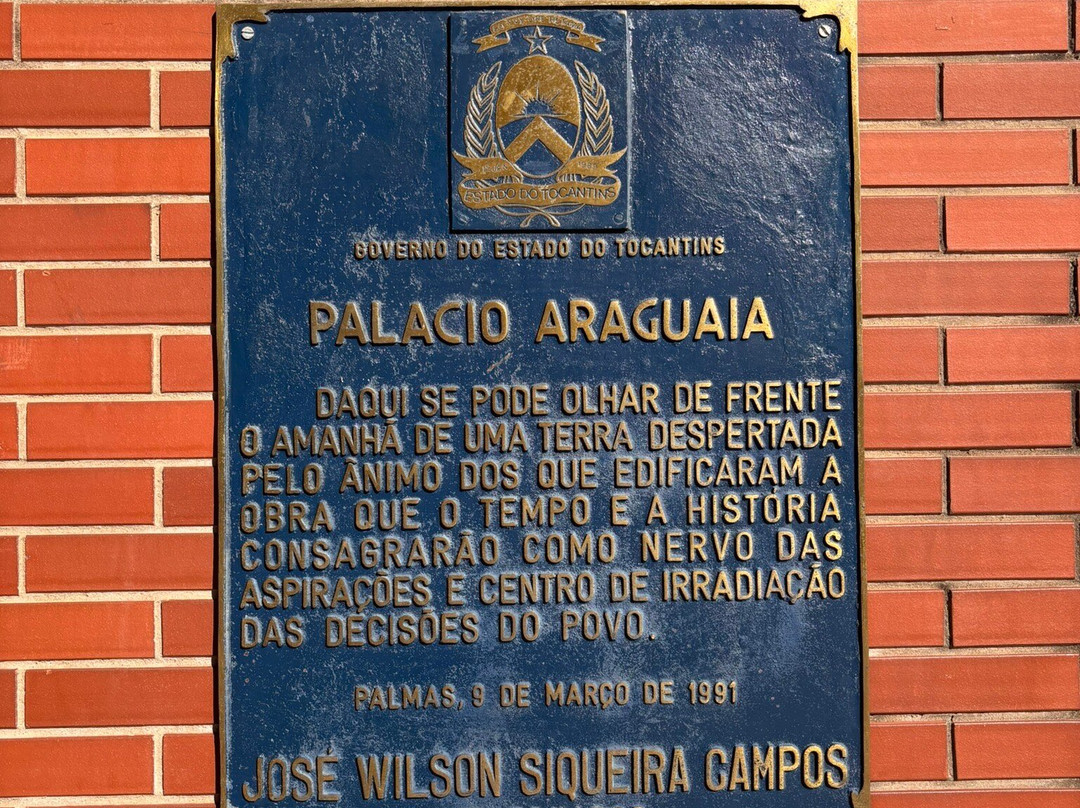 ESTADO DO TOCANTINS
GOVERNO DO ESTADO DO TOCANTINS
PALACIO ARAGUAIA
DAQUI SE PODE OLHAR DE FRENTE
O AMANHÃ DE UMA TERRA DESPERTADA
PELO ÂNIMO DOS QUE EDIFICARAM A
OBRA QUE O TEMPO E A HISTÓRIA
CONSAGRARÃO COMO NERVO DAS
ASPIRAÇÕES E CENTRO DE IRRADIAÇÃO
DAS DECISÕES DO POVO.
PALMAS, 9 DE MARÇO DE 1991
JOSÉ WILSON SIQUEIRA CAMPOS